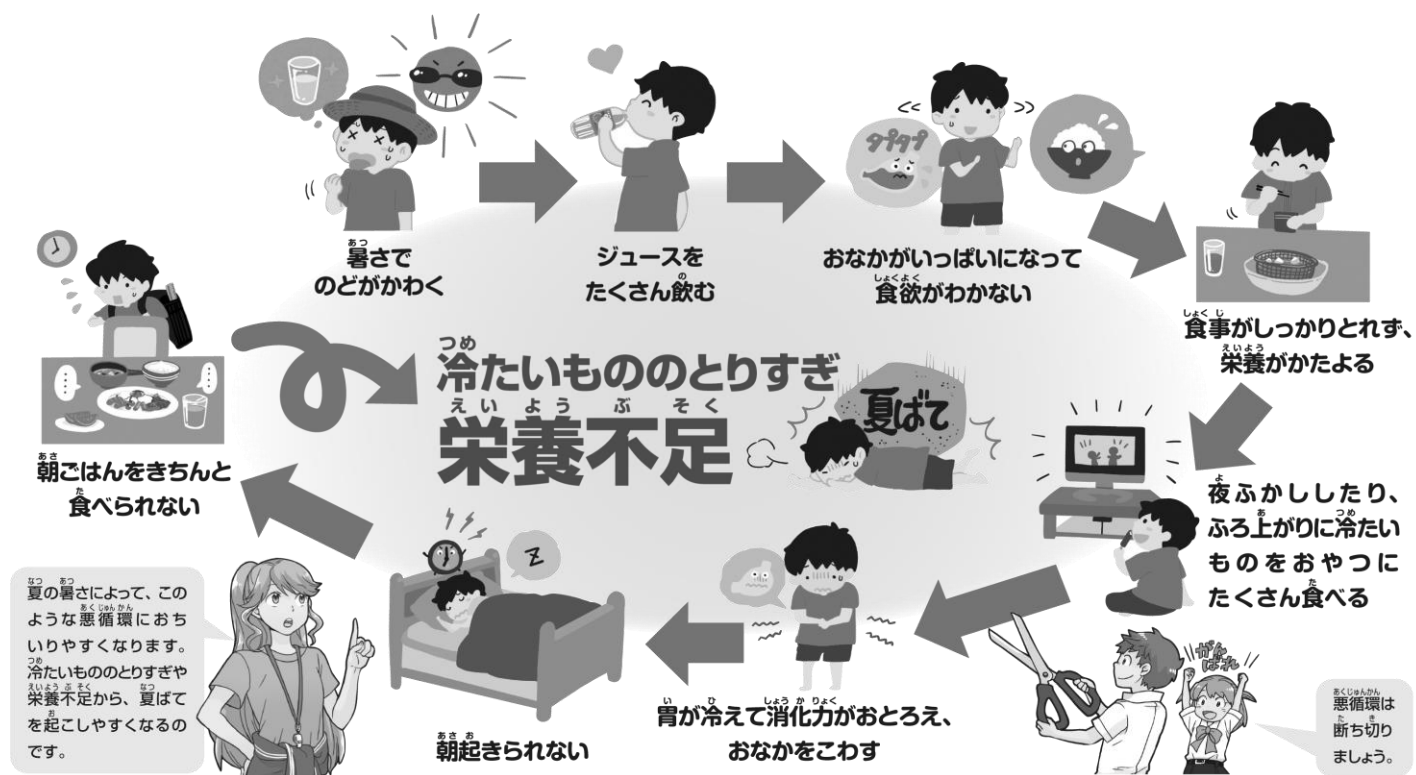 暑さで
のどがかわく
ジュースを
たくさん飲む
タプタプ
おなかがいっぱいになって
食欲がわかない
食事がしっかりとれず、
栄養がかたよる
夜ふかししたり、
ふろ上がりに冷たい
ものをおやつに
たくさん食べる
胃が冷えて消化力がおとろえ、
おなかをこわす
Z
朝起きられない
朝ごはんをきちんと
食べられない
冷たいもののとりすぎ
栄養不足
夏ばて
夏の暑さによって、この
ような悪循環におち
いりやすくなります。
冷たいもののとりすぎや
栄養不足から、夏ばて
を起こしやすくなるの
です。
がん
ばれ
悪循環は
断ち切り
ましょう。